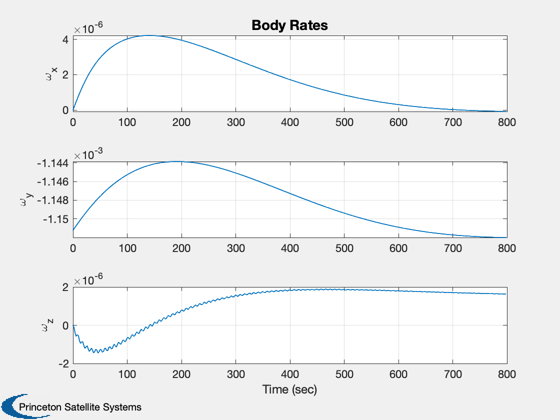 Body Rates
×10⁻⁶
4
2
0
ωx
0 100 200 300 400 500 600 700 800
×10⁻³
-1.144
-1.146
-1.148
-1.15
ωy
0 100 200 300 400 500 600 700 800
×10⁻⁶
2
0
-2
ωz
0 100 200 300 400 500 600 700 800
Time (sec)
Princeton Satellite Systems